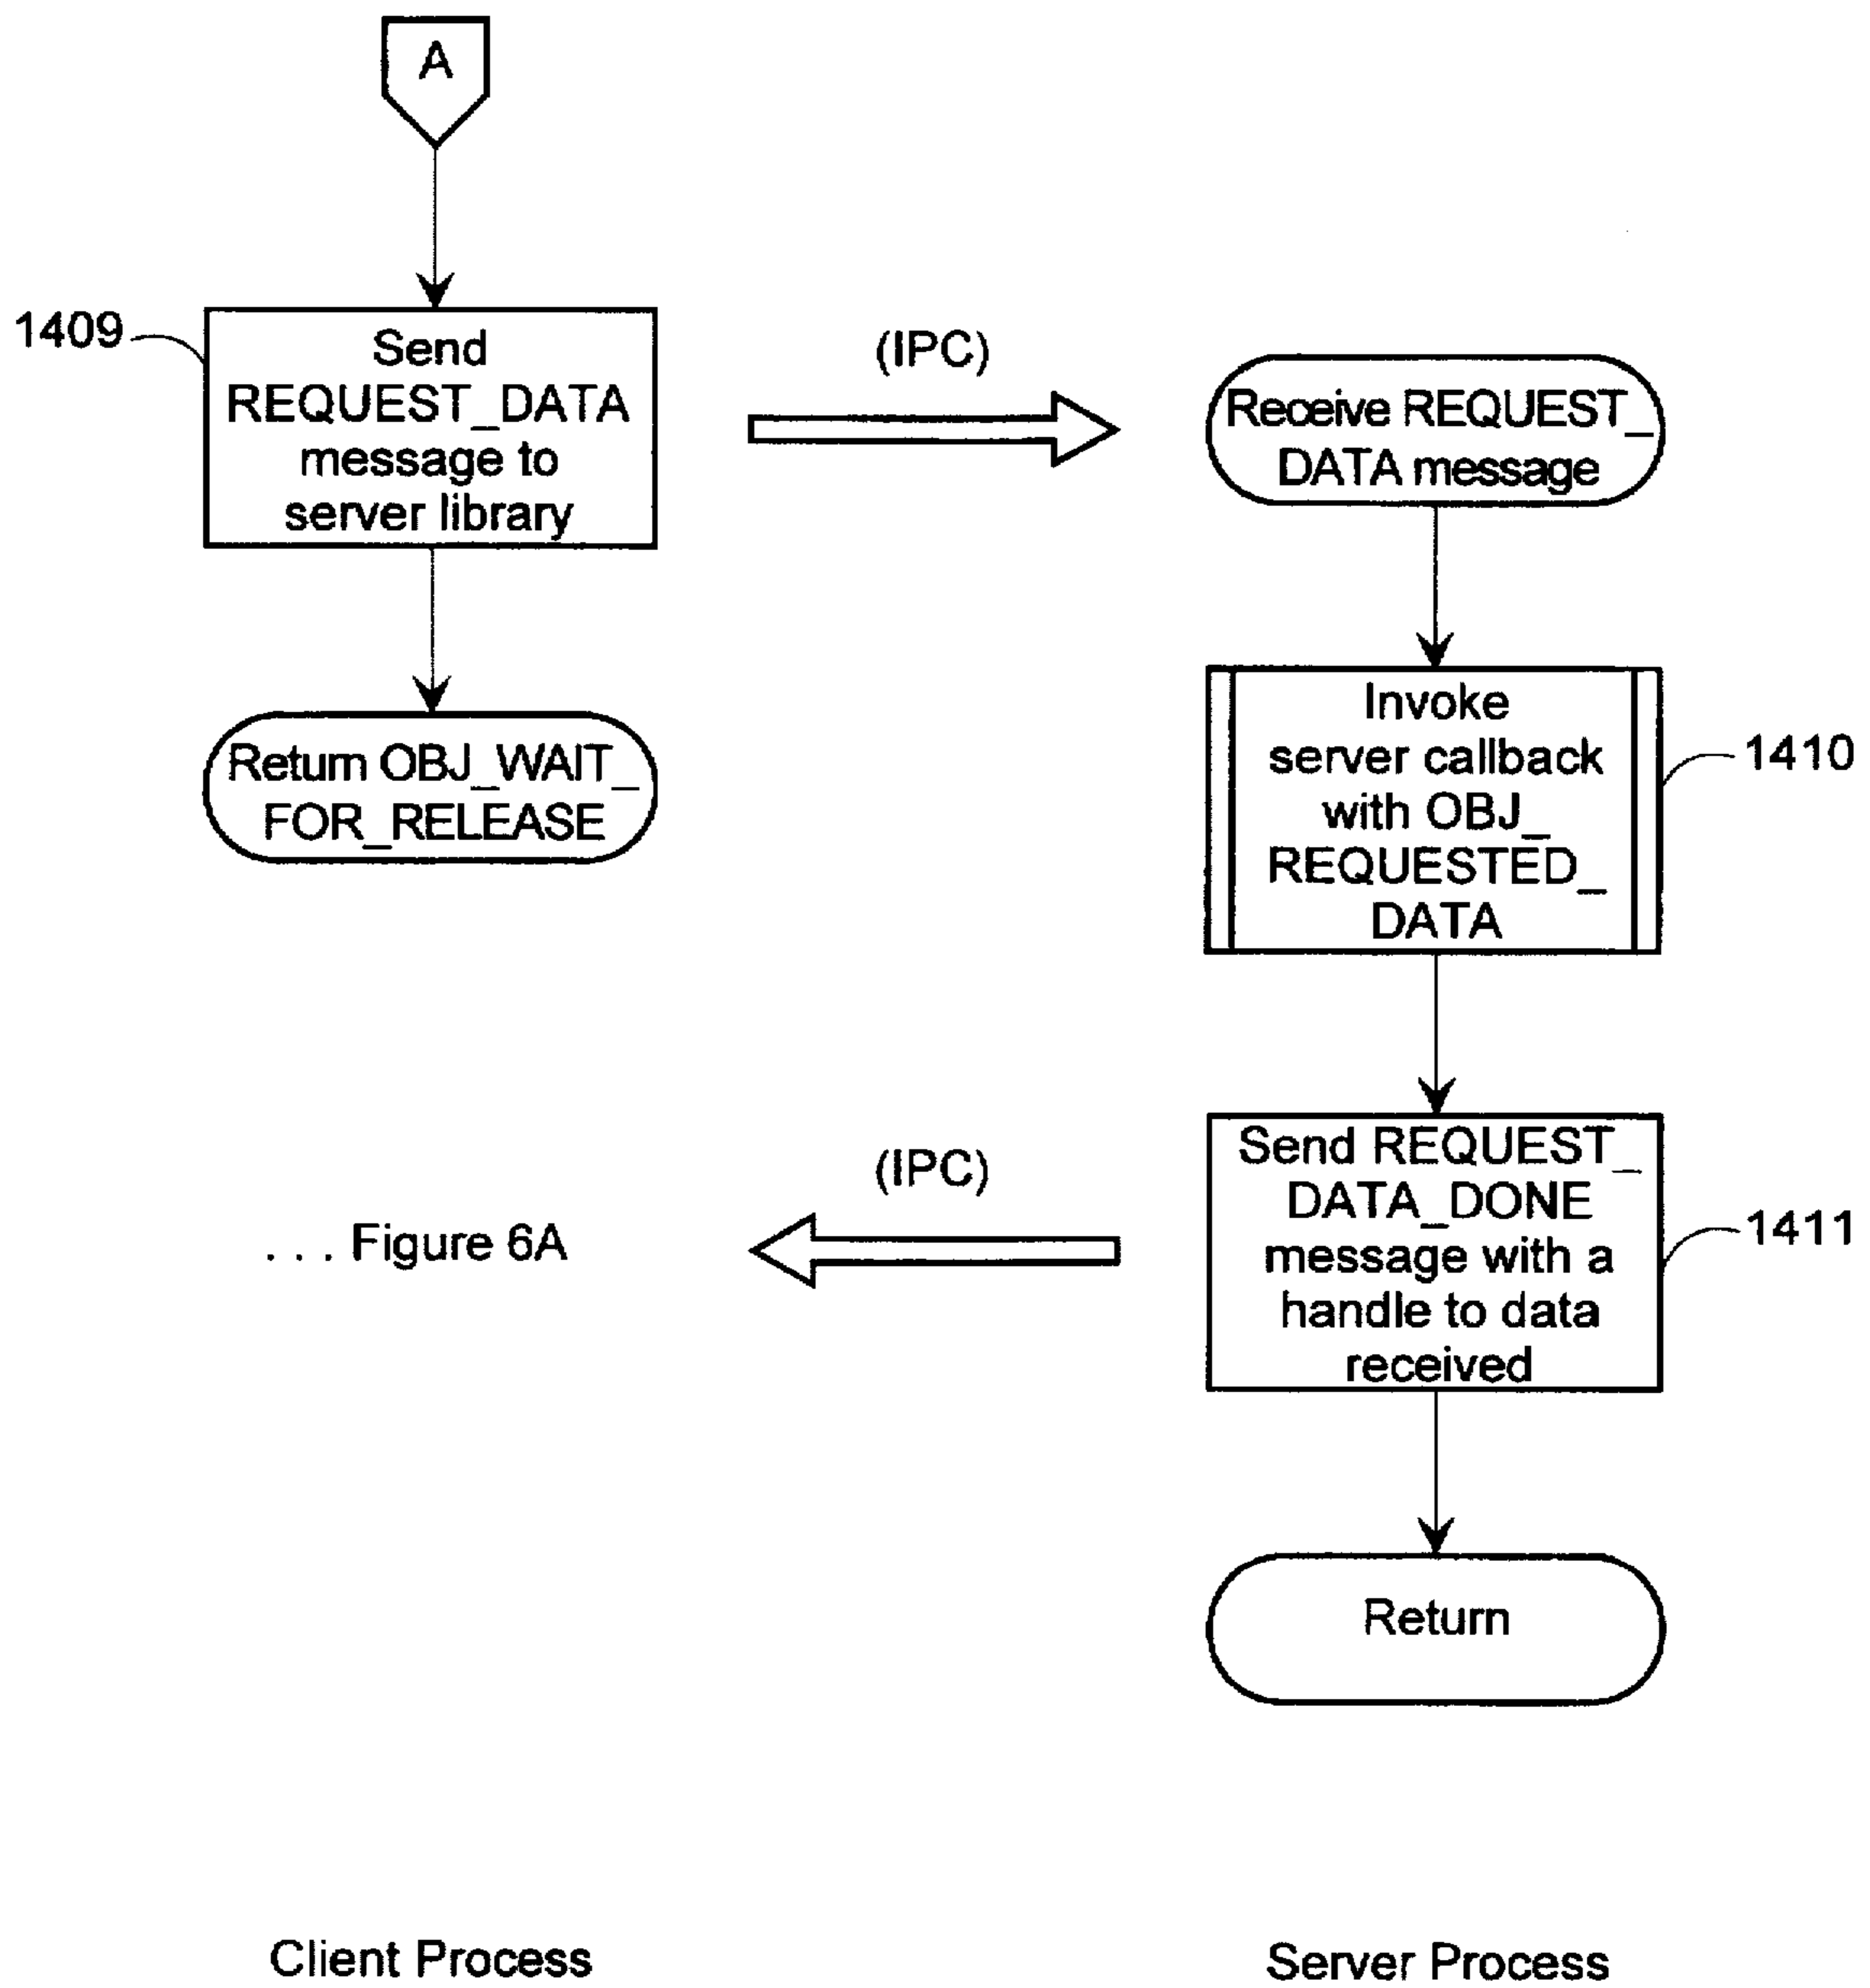 A
1409
Send
REQUEST_DATA
message to
server library
(IPC)
Receive REQUEST_
DATA message
Return OBJ_WAIT_
FOR_RELEASE
Invoke
server callback
with OBJ_
REQUESTED_
DATA
1410
. . . Figure 6A
(IPC)
Send REQUEST_
DATA_DONE
message with a
handle to data
received
1411
Return
Client Process
Server Process